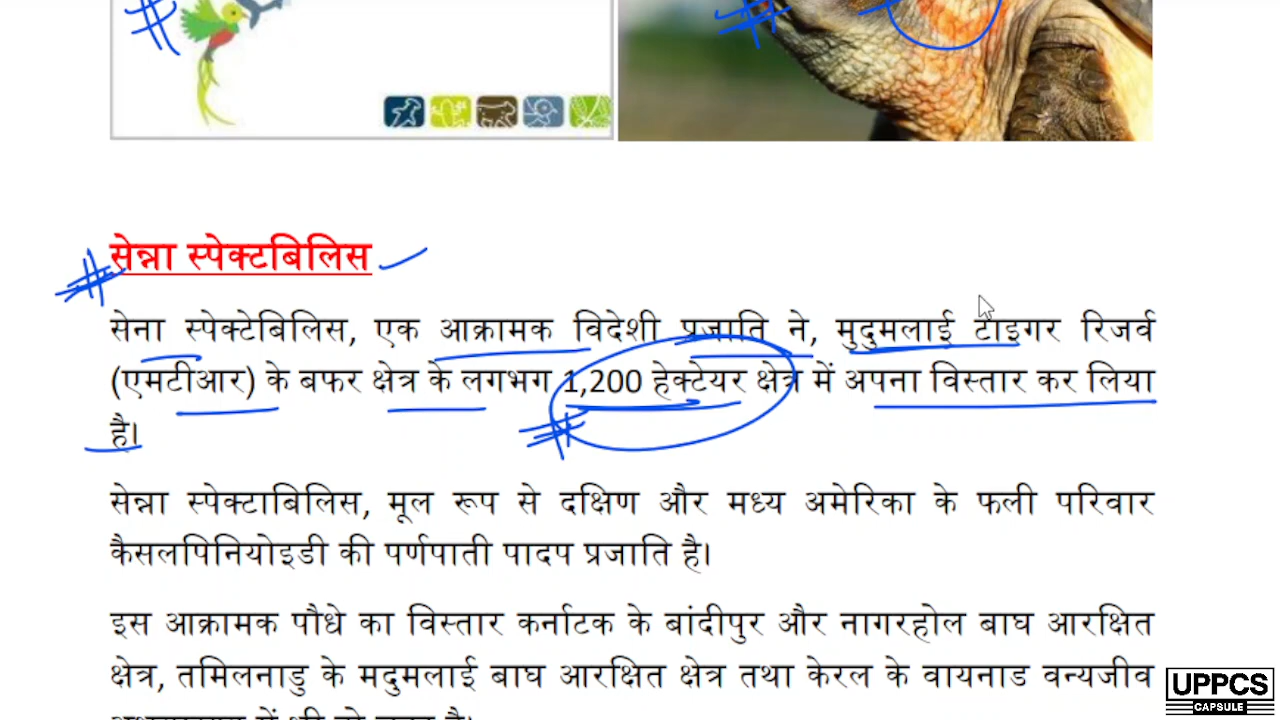 सेन्ना स्पेक्टबिलिस
सेना स्पेक्टेबिलिस, एक आक्रामक विदेशी प्रजाति ने, मुदुमलाई टाइगर रिजर्व
(एमटीआर) के बफर क्षेत्र के लगभग 1,200 हेक्टेयर क्षेत्र में अपना विस्तार कर लिया
है।
सेन्ना स्पेक्टाबिलिस, मूल रूप से दक्षिण और मध्य अमेरिका के फली परिवार
कैसलपिनियोइडी की पर्णपाती पादप प्रजाति है।
इस आक्रामक पौधे का विस्तार कर्नाटक के बांदीपुर और नागरहोल बाघ आरक्षित
क्षेत्र, तमिलनाडु के मदुमलाई बाघ आरक्षित क्षेत्र तथा केरल के वायनाड वन्यजीव
UPPCS
CAPSULE